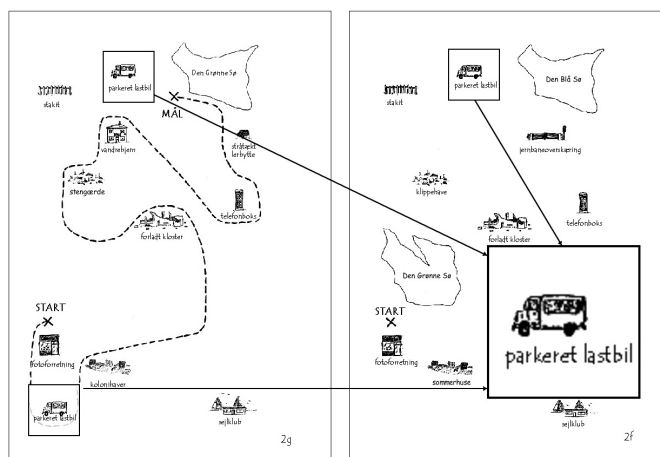 Den Grønne Sø
parkeret lastbil
stakit
MÅL
vandrehjem
stråtækt
lerhytte
stengærde
telefonboks
forladt kloster
START
fotoforretning
kolonihaver
parkeret lastbil
sejlklub
2g
parkeret lastbil
Den Blå Sø
stakit
jernbaneoverskæring
klippehave
telefonboks
forladt kloster
Den Grønne Sø
START
parkeret lastbil
fotoforretning
sommerhuse
sejlklub
2f